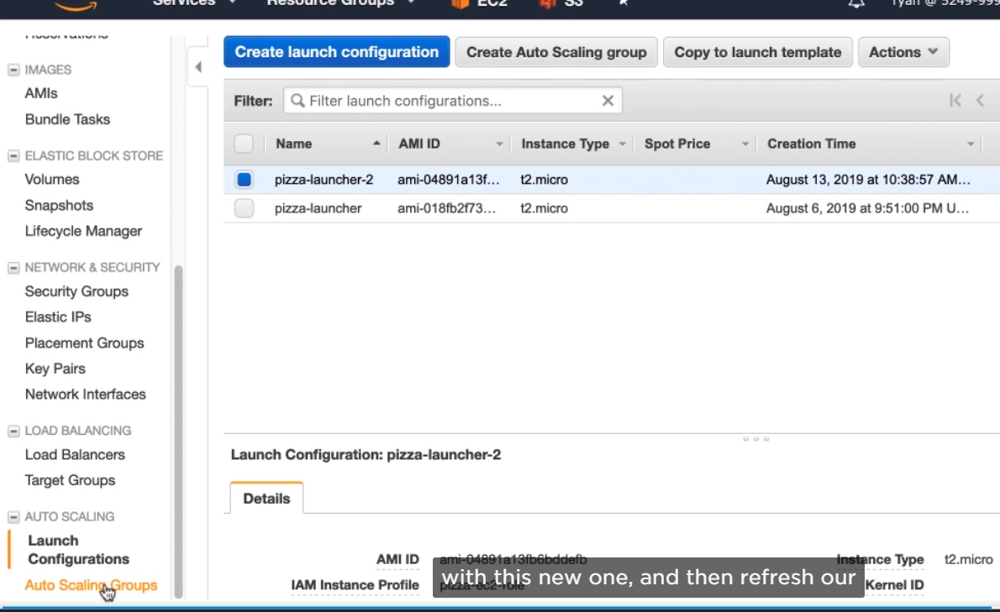 Services Resource Groups EC2 S3 ryan @ 5249-999
Reservations
IMAGES
AMIs
Bundle Tasks
ELASTIC BLOCK STORE
Volumes
Snapshots
Lifecycle Manager
NETWORK & SECURITY
Security Groups
Elastic IPs
Placement Groups
Key Pairs
Network Interfaces
LOAD BALANCING
Load Balancers
Target Groups
AUTO SCALING
Launch
Configurations
Auto Scaling Groups
Create launch configuration Create Auto Scaling group Copy to launch template Actions
Filter: Filter launch configurations...
Name AMI ID Instance Type Spot Price Creation Time
pizza-launcher-2 ami-04891a13f... t2.micro August 13, 2019 at 10:38:57 AM...
pizza-launcher ami-018fb2f73... t2.micro August 6, 2019 at 9:51:00 PM U...
Launch Configuration: pizza-launcher-2
Details
AMI ID ami-04891a13fb6bddefb Instance Type t2.micro
IAM Instance Profile pizza-ec2-role Kernel ID
with this new one, and then refresh our